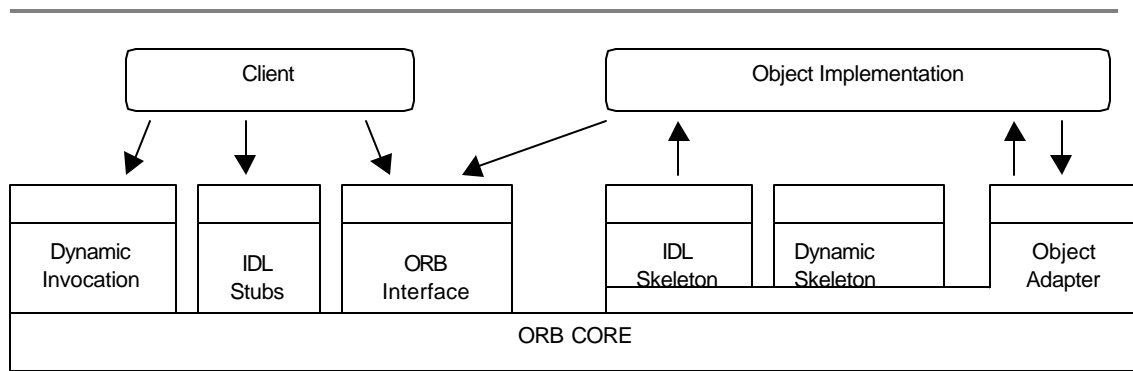 Client
Object Implementation
Dynamic
Invocation
IDL
Stubs
ORB
Interface
IDL
Skeleton
Dynamic
Skeleton
Object
Adapter
ORB CORE